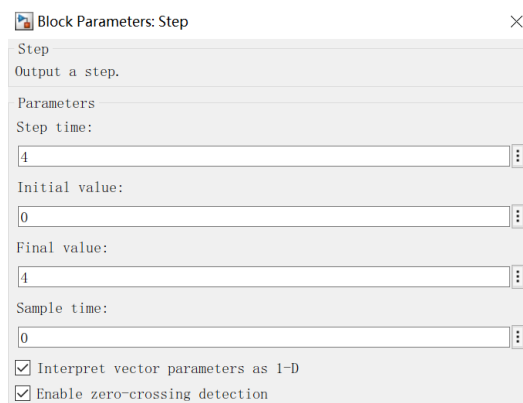 Block Parameters: Step
Step
Output a step.
Parameters
Step time:
4
Initial value:
0
Final value:
4
Sample time:
0
Interpret vector parameters as 1-D
Enable zero-crossing detection